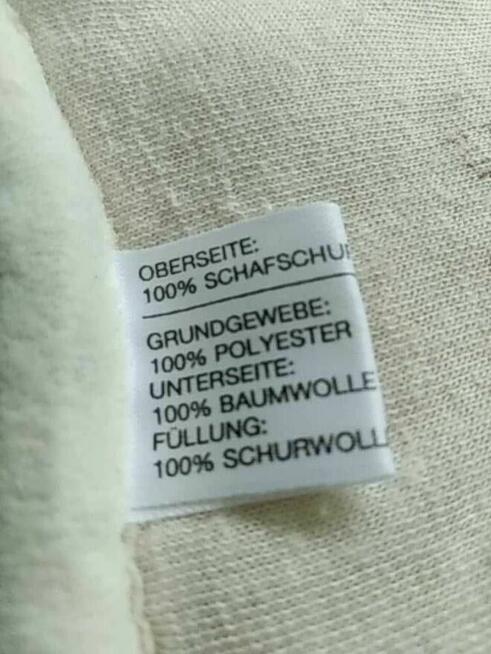 OBERSEITE:
100% SCHAFSCHU
GRUNDGEWEBE:
100% POLYESTER
UNTERSEITE:
100% BAUMWOLLE
FÜLLUNG:
100% SCHURWOLL